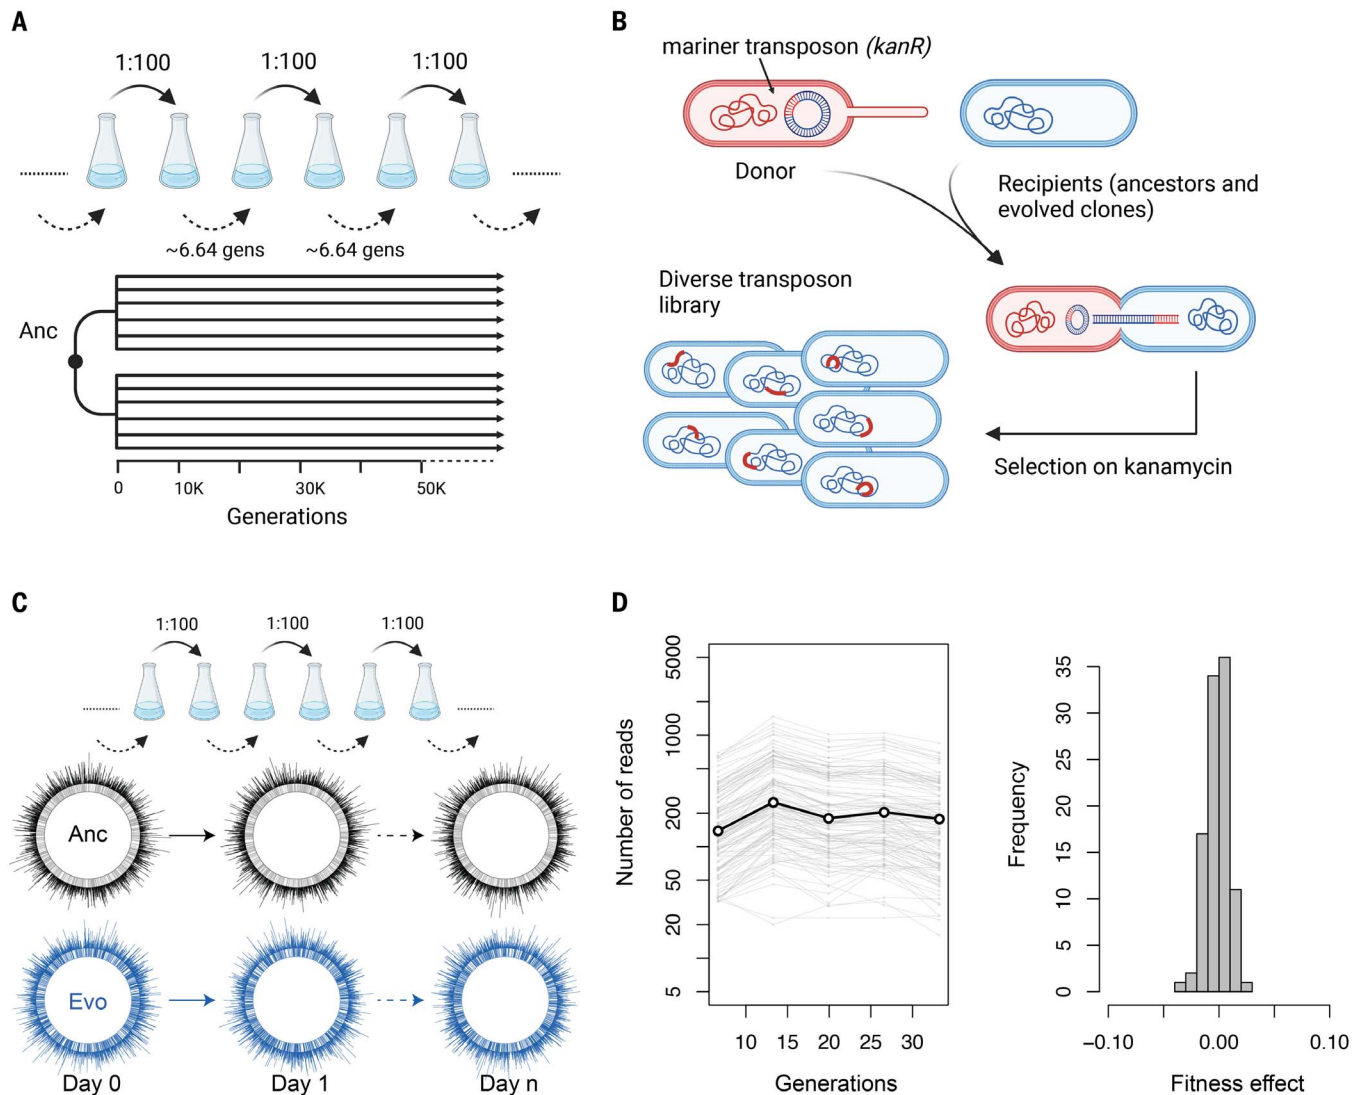 A
1:100 1:100 1:100
~6.64 gens ~6.64 gens
Anc
0 10K 30K 50K
Generations
B
mariner transposon (kanR)
Donor
Recipients (ancestors and
evolved clones)
Diverse transposon
library
Selection on kanamycin
C
1:100 1:100 1:100
Anc
Evo
Day 0 Day 1 Day n
D
Number of reads
5000
1000
200
50
20
5
10 15 20 25 30
Generations
Frequency
35
30
25
20
15
10
5
0
−0.10 0.00 0.10
Fitness effect